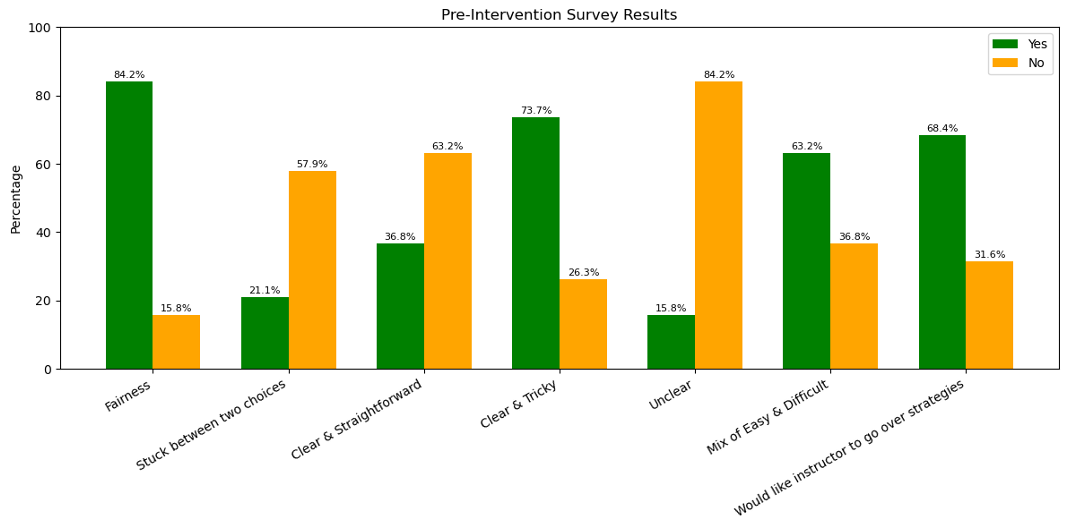 Pre-Intervention Survey Results
Percentage
100
80
60
40
20
0
Yes
No
84.2%
15.8%
21.1%
57.9%
36.8%
63.2%
73.7%
26.3%
15.8%
84.2%
63.2%
36.8%
68.4%
31.6%
Fairness
Stuck between two choices
Clear & Straightforward
Clear & Tricky
Unclear
Mix of Easy & Difficult
Would like instructor to go over strategies